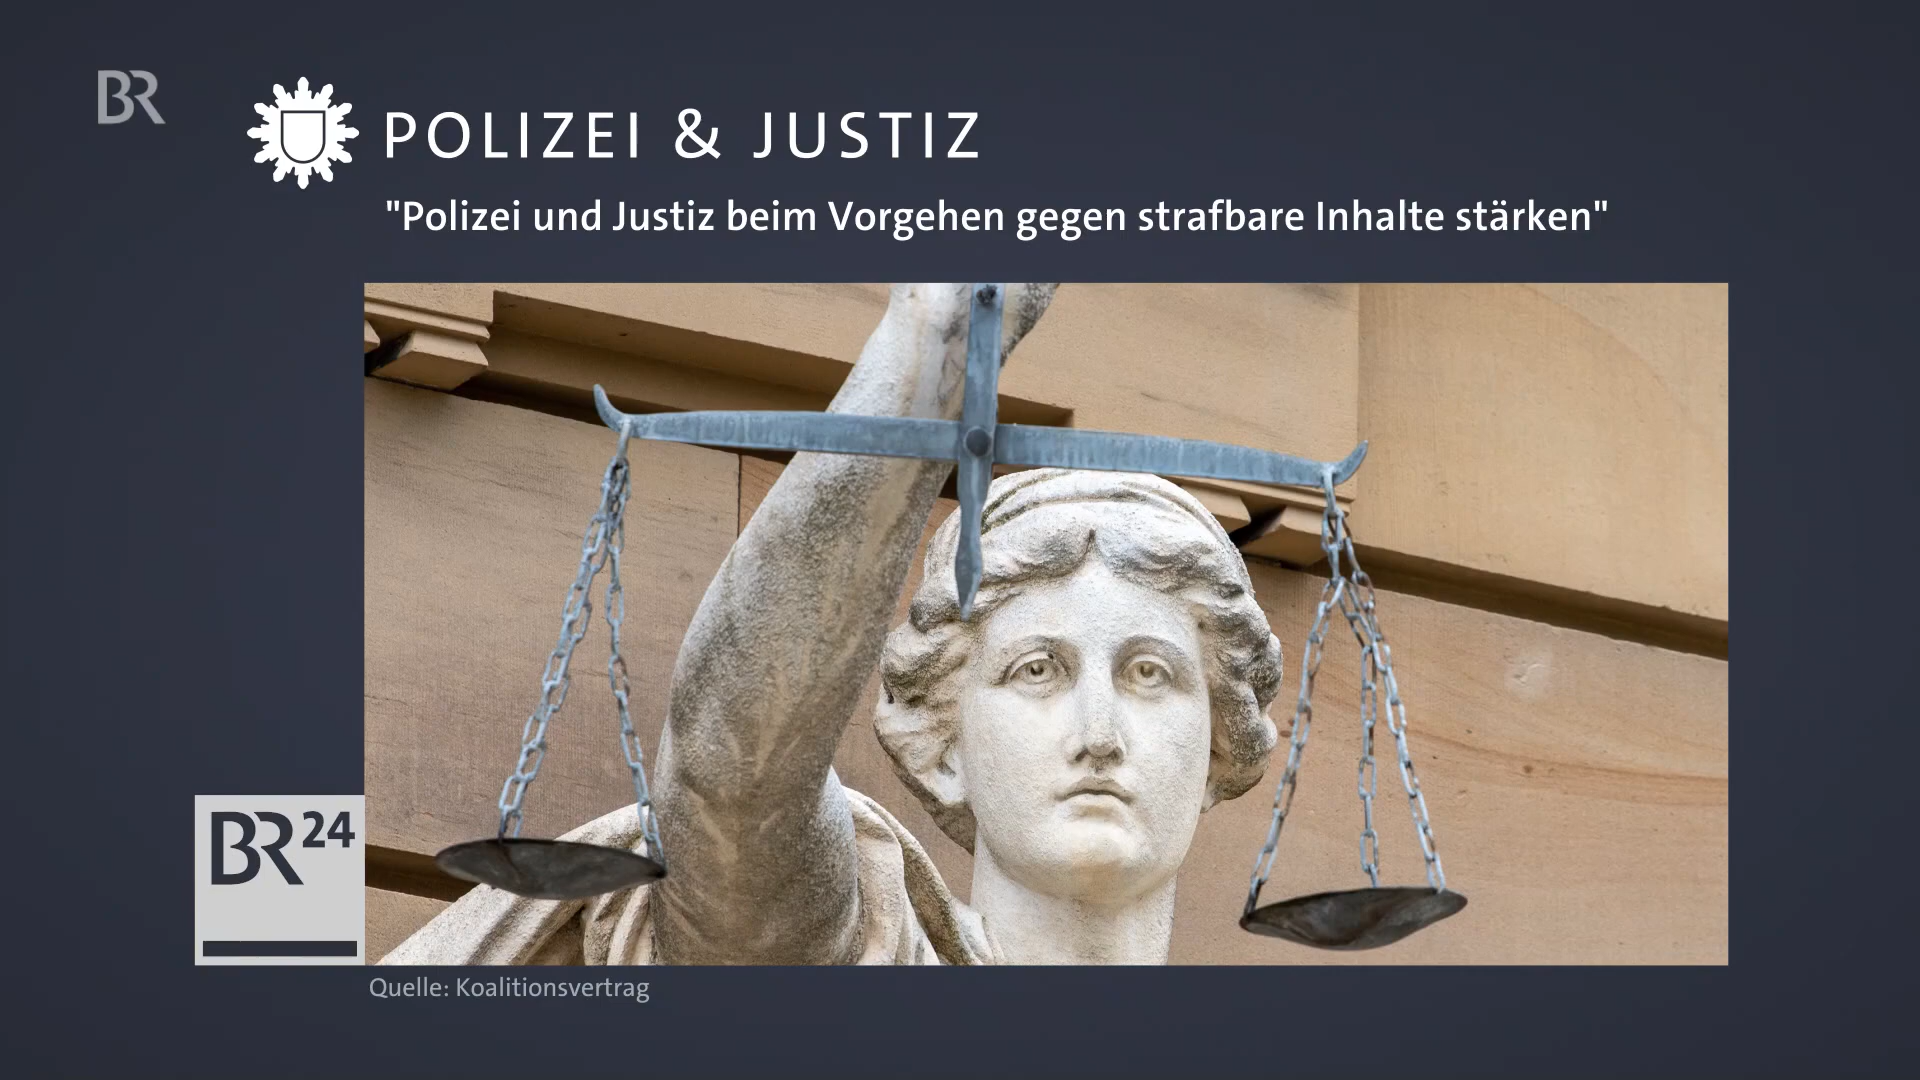 BR
POLIZEI & JUSTIZ
"Polizei und Justiz beim Vorgehen gegen strafbare Inhalte stärken"
BR24
Quelle: Koalitionsvertrag